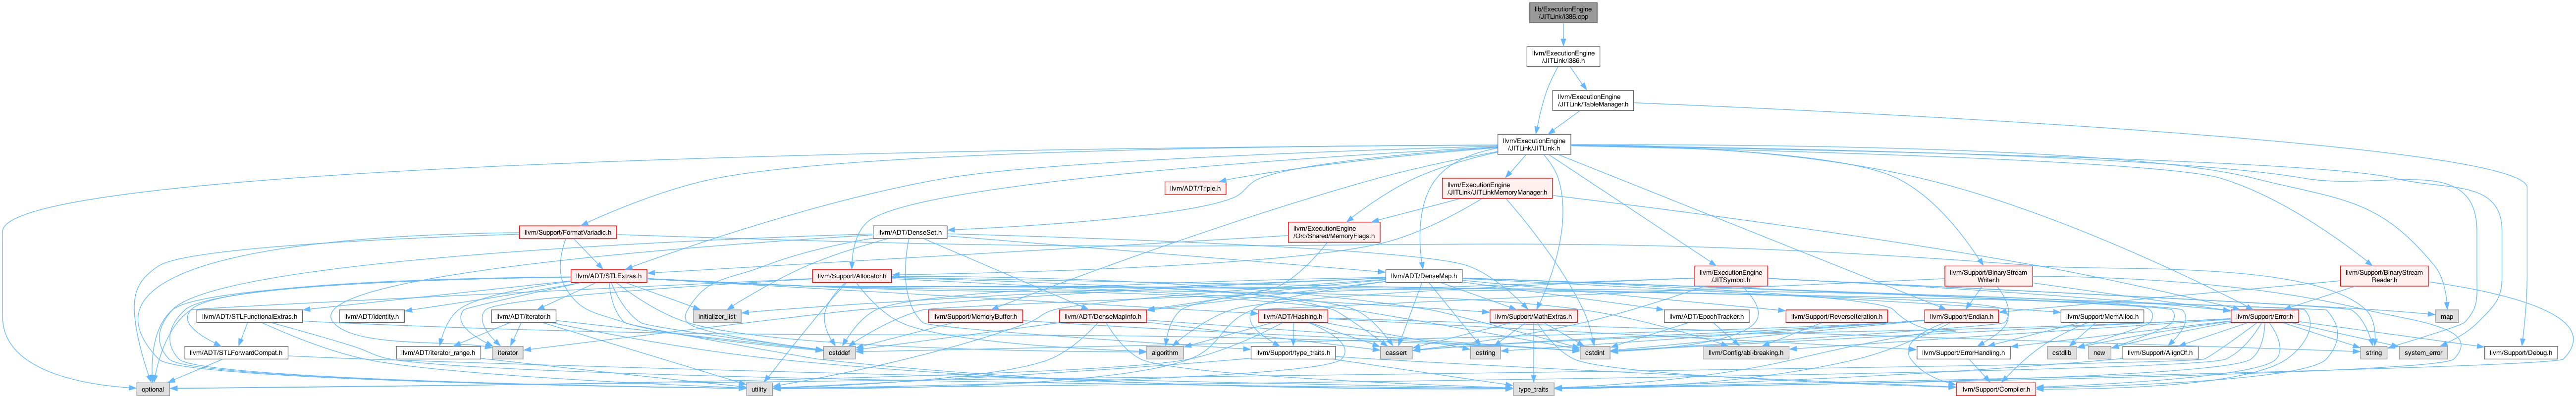 lib/ExecutionEngine
/JITLink/i386.cpp
llvm/ExecutionEngine
/JITLink/i386.h
llvm/ExecutionEngine
/JITLink/TableManager.h
llvm/ExecutionEngine
/JITLink/JITLink.h
llvm/ADT/Triple.h
llvm/ExecutionEngine
/JITLink/JITLinkMemoryManager.h
llvm/Support/FormatVariadic.h
llvm/ADT/DenseSet.h
llvm/ExecutionEngine
/Orc/Shared/MemoryFlags.h
llvm/ADT/STLExtras.h
llvm/Support/Allocator.h
llvm/ADT/DenseMap.h
llvm/ExecutionEngine
/JITSymbol.h
llvm/Support/BinaryStream
Writer.h
llvm/Support/BinaryStream
Reader.h
llvm/ADT/STLFunctionalExtras.h
llvm/ADT/identity.h
llvm/ADT/iterator.h
initializer_list
llvm/Support/MemoryBuffer.h
llvm/ADT/DenseMapInfo.h
llvm/ADT/Hashing.h
llvm/Support/MathExtras.h
llvm/ADT/EpochTracker.h
llvm/Support/ReverseIteration.h
llvm/Support/Endian.h
llvm/Support/MemAlloc.h
llvm/Support/Error.h
map
llvm/ADT/STLForwardCompat.h
llvm/ADT/iterator_range.h
iterator
cstddef
algorithm
llvm/Support/type_traits.h
cassert
cstring
cstdint
llvm/Config/abi-breaking.h
llvm/Support/ErrorHandling.h
cstdlib
new
llvm/Support/AlignOf.h
string
system_error
llvm/Support/Debug.h
optional
utility
type_traits
llvm/Support/Compiler.h